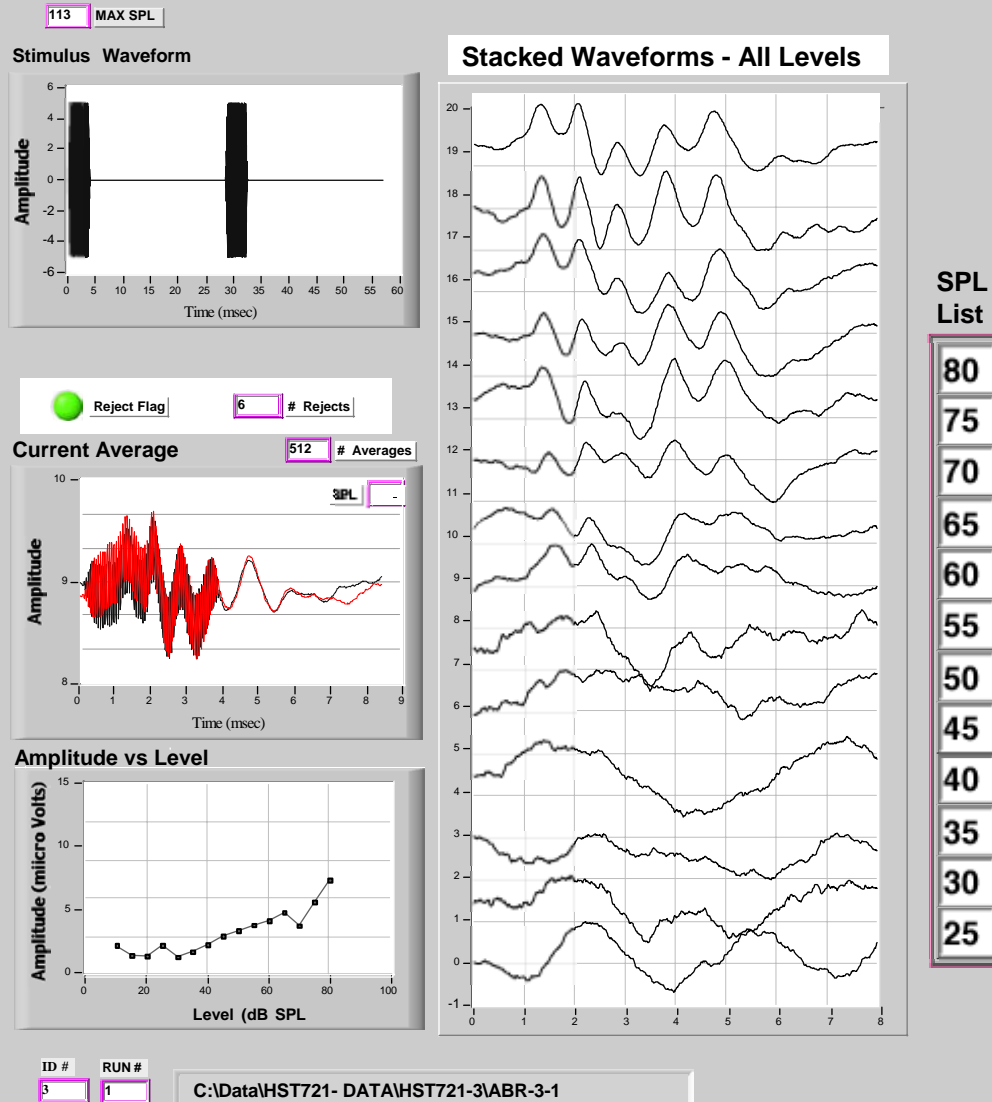 113 MAX SPL
Stimulus Waveform
6
4
2
0
-2
-4
-6
Amplitude
0 5 10 15 20 25 30 35 40 45 50 55 60
Time (msec)
Reject Flag
6 # Rejects
Current Average
512 # Averages
SPL -
10
9
8
Amplitude
0 1 2 3 4 5 6 7 8 9
Time (msec)
Amplitude vs Level
15
10
5
0
Amplitude (miicro Volts)
0 20 40 60 80 100
Level (dB SPL
Stacked Waveforms - All Levels
20
19
18
17
16
15
14
13
12
11
10
9
8
7
6
5
4
3
2
1
0
-1
0 1 2 3 4 5 6 7 8
SPL
List
80
75
70
65
60
55
50
45
40
35
30
25
ID # RUN #
3 1
C:\Data\HST721- DATA\HST721-3\ABR-3-1